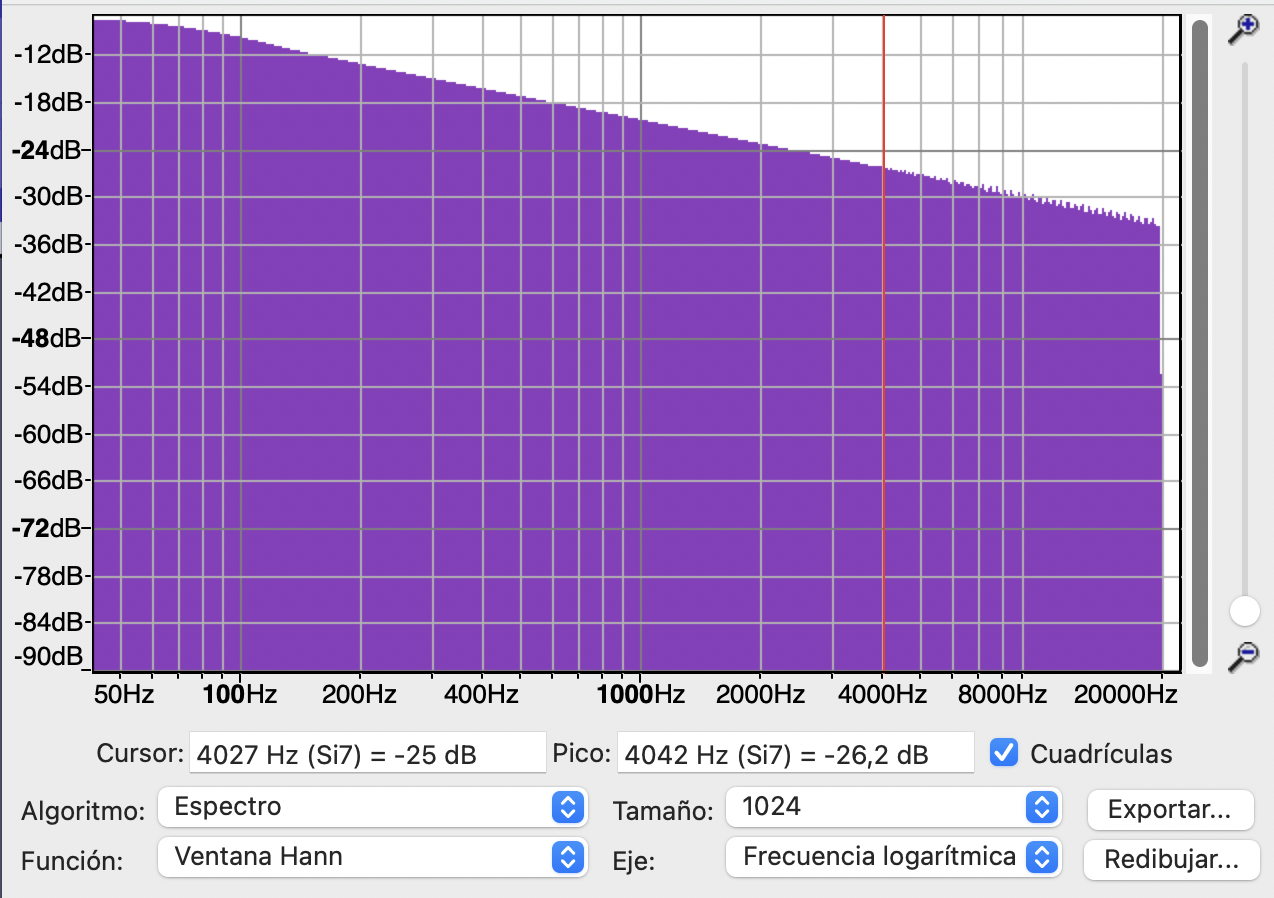 -12dB
-18dB
-24dB
-30dB
-36dB
-42dB
-48dB
-54dB
-60dB
-66dB
-72dB
-78dB
-84dB
-90dB
50Hz 100Hz 200Hz 400Hz 1000Hz 2000Hz 4000Hz 8000Hz 20000Hz
Cursor: 4027 Hz (Si7) = -25 dB Pico: 4042 Hz (Si7) = -26,2 dB Cuadrículas
Algoritmo: Espectro Tamaño: 1024 Exportar...
Función: Ventana Hann Eje: Frecuencia logarítmica Redibujar...